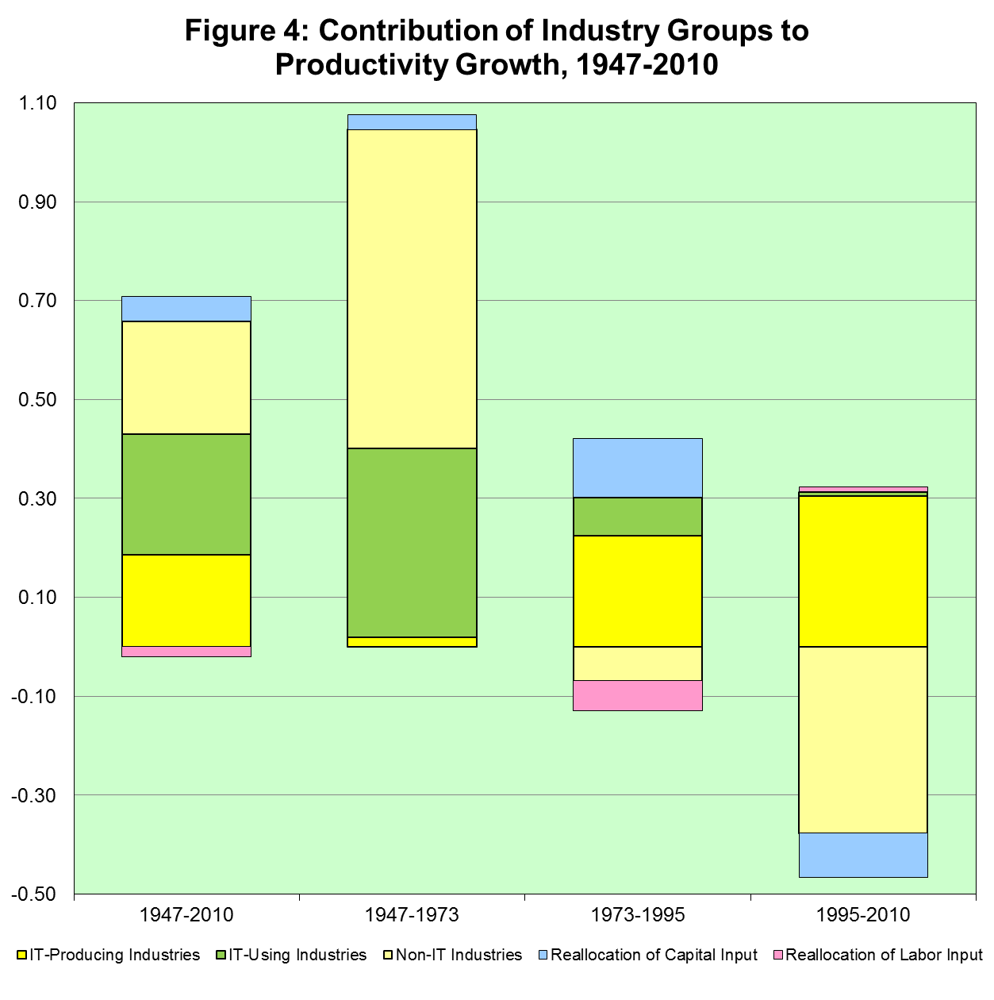 Figure 4: Contribution of Industry Groups to
Productivity Growth, 1947-2010
1.10
0.90
0.70
0.50
0.30
0.10
-0.10
-0.30
-0.50
1947-2010 1947-1973 1973-1995 1995-2010
IT-Producing Industries IT-Using Industries Non-IT Industries Reallocation of Capital Input Reallocation of Labor Input